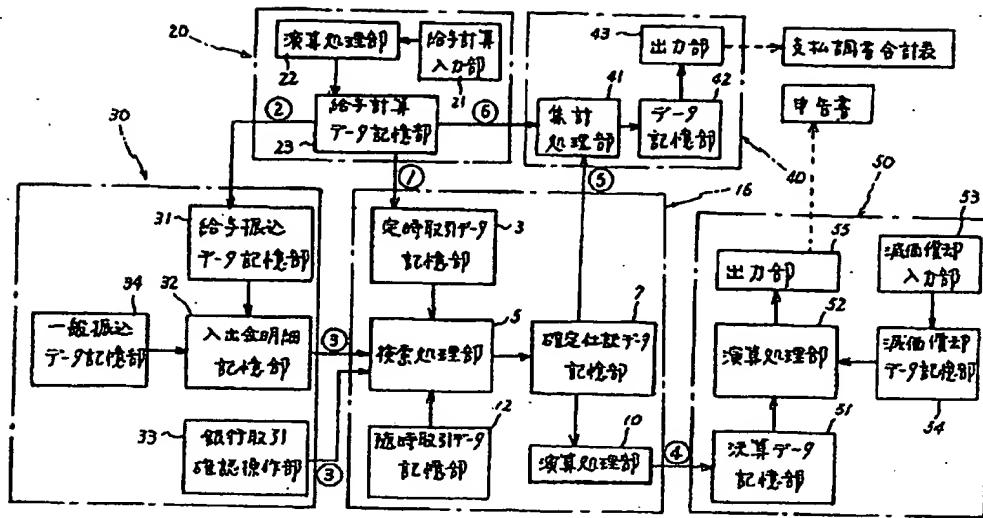 20
演算処理部
22
給与計算
入力部
21
給与計算
データ記憶部
23
②
⑥
①
43
出力部
支払調書合計表
41
集計
処理部
42
データ
記憶部
申告書
40
⑤
30
31
給与振込
データ記憶部
34
一般振込
データ記憶部
32
入出金明細
記憶部
③
33
銀行取引
確認操作部
③
16
定時取引データ
記憶部
3
5
検索処理部
7
確定仕訳データ
記憶部
12
随時取引データ
記憶部
10
演算処理部
④
50
55
出力部
53
減価償却
入力部
52
演算処理部
減価償却
データ記憶部
54
51
決算データ
記憶部